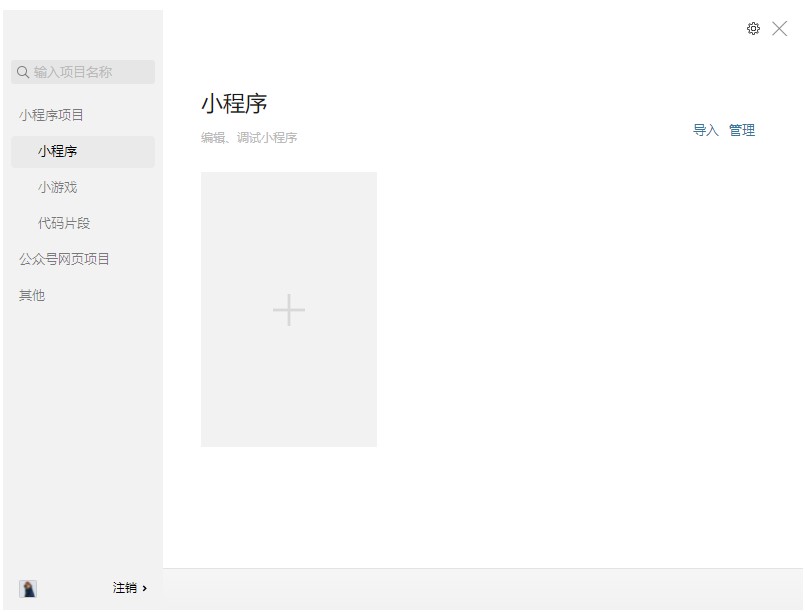 输入项目名称
小程序项目
小程序
小游戏
代码片段
公众号网页项目
其他
注销
小程序
编辑、调试小程序
导入 管理